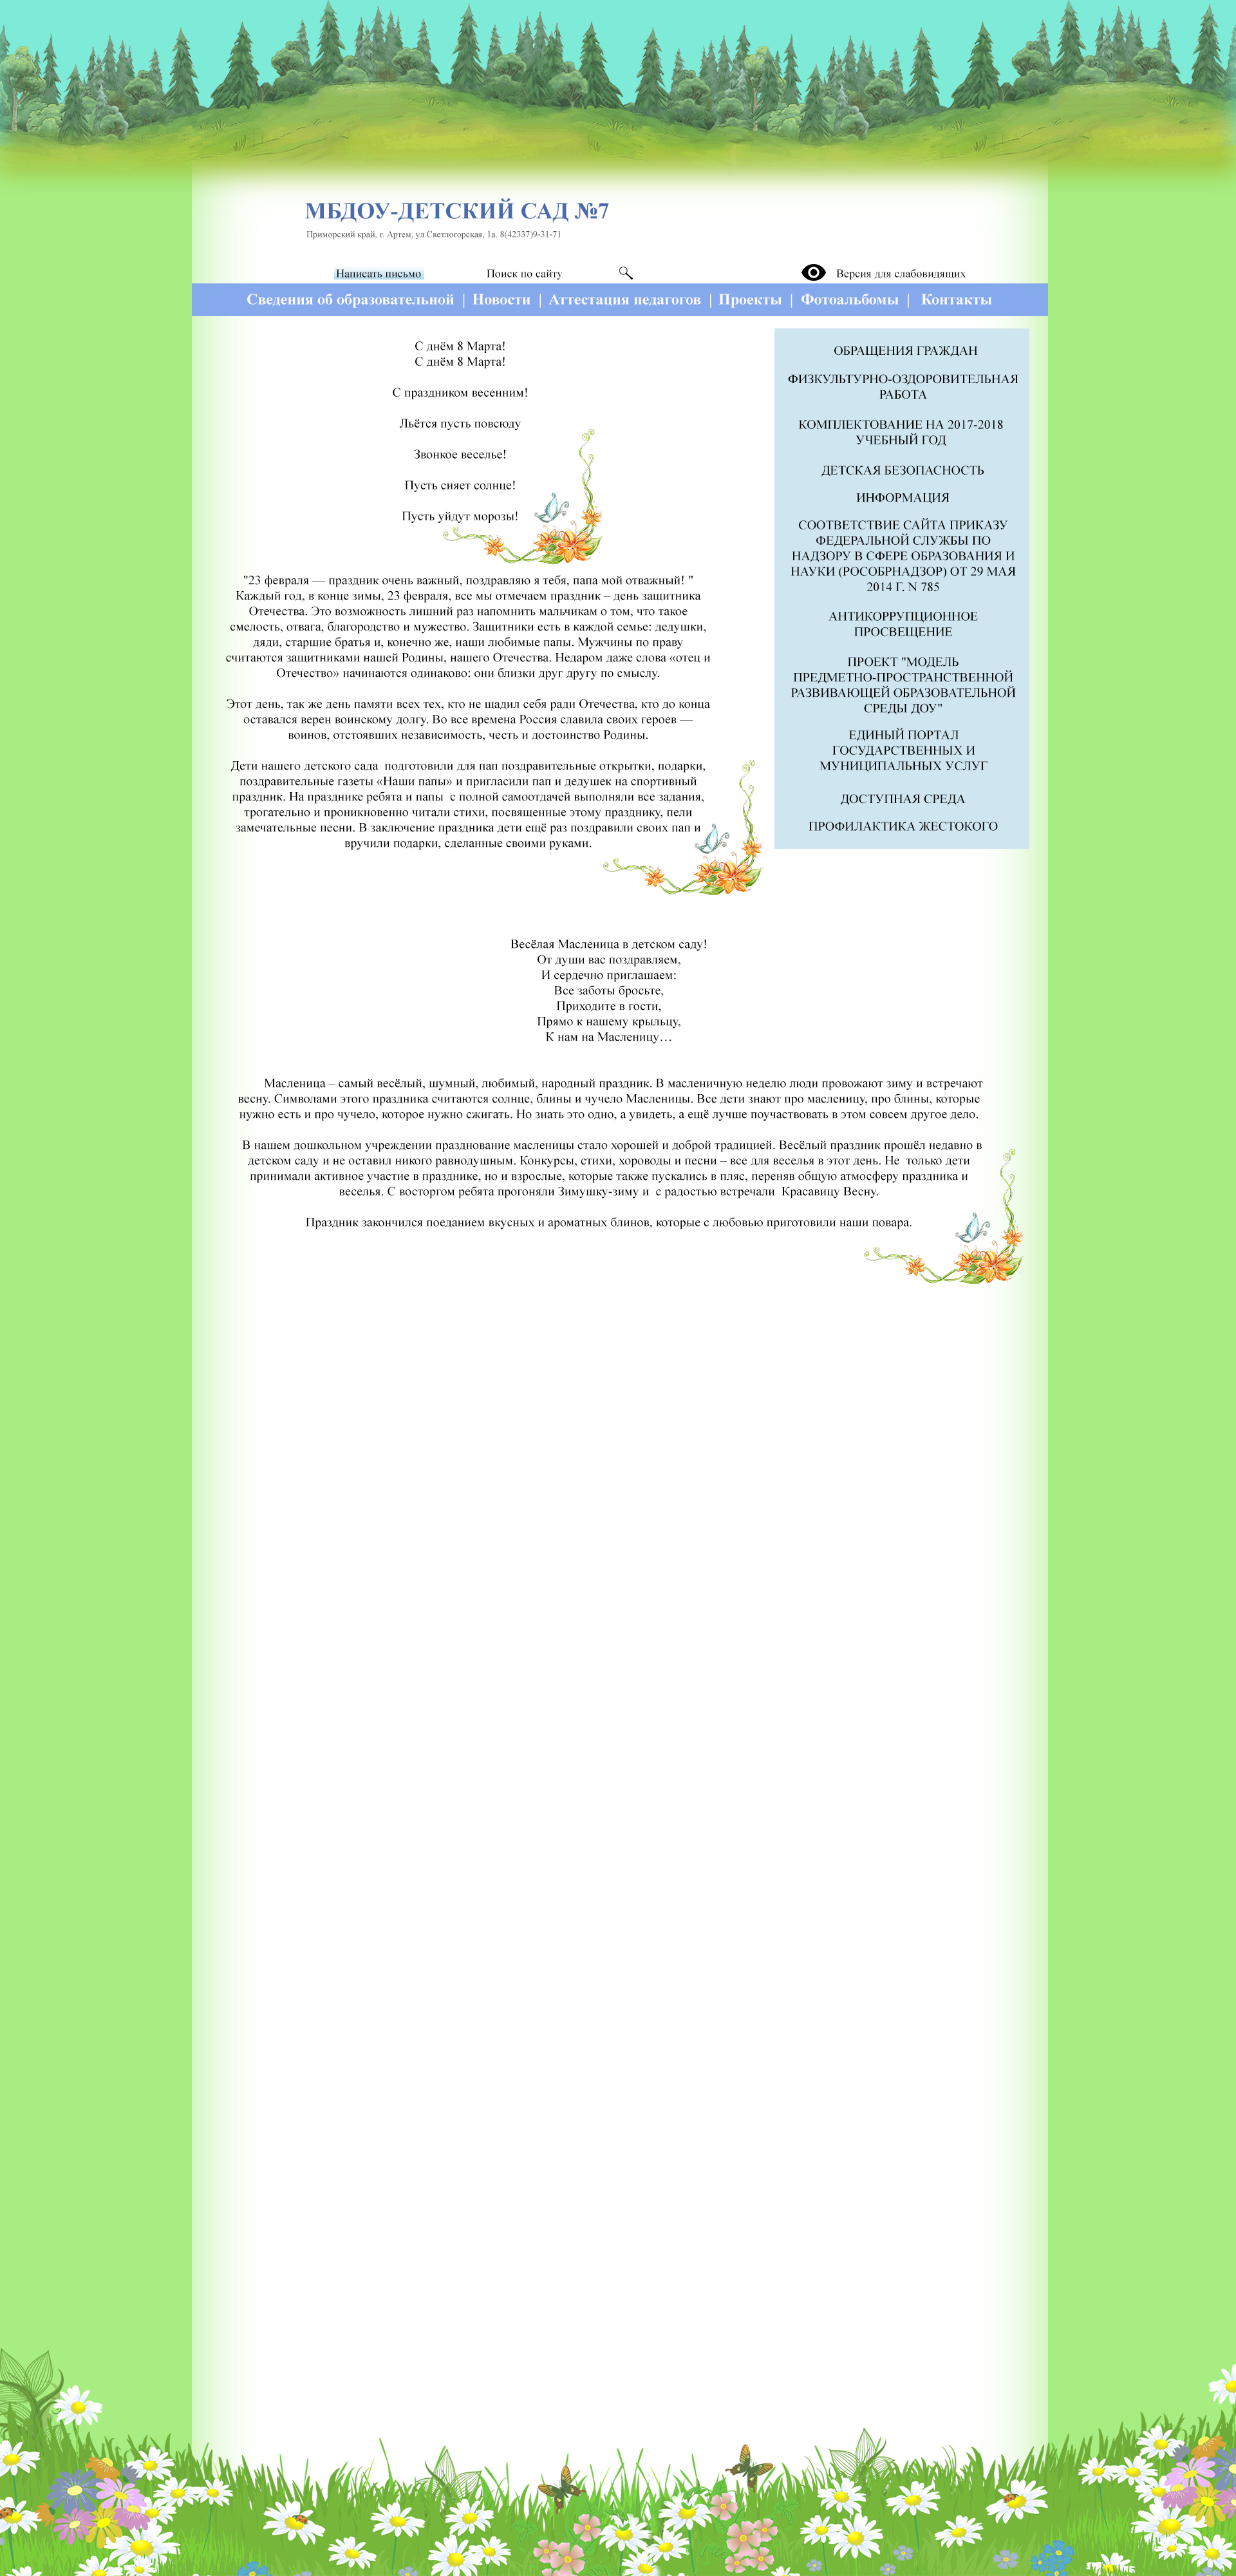 МБДОУ-ДЕТСКИЙ САД №7
Приморский край, г. Артем, ул.Светлогорская, 1а. 8(42337)9-31-71
Написать письмо
Поиск по сайту
Версия для слабовидящих
Сведения об образовательной | Новости | Аттестация педагогов | Проекты | Фотоальбомы | Контакты
С днём 8 Марта!
С днём 8 Марта!
С праздником весенним!
Льётся пусть повсюду
Звонкое веселье!
Пусть сияет солнце!
Пусть уйдут морозы!
"23 февраля — праздник очень важный, поздравляю я тебя, папа мой отважный! "
Каждый год, в конце зимы, 23 февраля, все мы отмечаем праздник – день защитника
Отечества. Это возможность лишний раз напомнить мальчикам о том, что такое
смелость, отвага, благородство и мужество. Защитники есть в каждой семье: дедушки,
дяди, старшие братья и, конечно же, наши любимые папы. Мужчины по праву
считаются защитниками нашей Родины, нашего Отечества. Недаром даже слова «отец и
Отечество» начинаются одинаково: они близки друг другу по смыслу.
Этот день, так же день памяти всех тех, кто не щадил себя ради Отечества, кто до конца
оставался верен воинскому долгу. Во все времена Россия славила своих героев —
воинов, отстоявших независимость, честь и достоинство Родины.
Дети нашего детского сада  подготовили для пап поздравительные открытки, подарки,
поздравительные газеты «Наши папы» и пригласили пап и дедушек на спортивный
праздник. На празднике ребята и папы  с полной самоотдачей выполняли все задания,
трогательно и проникновенно читали стихи, посвященные этому празднику, пели
замечательные песни. В заключение праздника дети ещё раз поздравили своих пап и
вручили подарки, сделанные своими руками.
ОБРАЩЕНИЯ ГРАЖДАН
ФИЗКУЛЬТУРНО-ОЗДОРОВИТЕЛЬНАЯ
РАБОТА
КОМПЛЕКТОВАНИЕ НА 2017-2018
УЧЕБНЫЙ ГОД
ДЕТСКАЯ БЕЗОПАСНОСТЬ
ИНФОРМАЦИЯ
СООТВЕТСТВИЕ САЙТА ПРИКАЗУ
ФЕДЕРАЛЬНОЙ СЛУЖБЫ ПО
НАДЗОРУ В СФЕРЕ ОБРАЗОВАНИЯ И
НАУКИ (РОСОБРНАДЗОР) ОТ 29 МАЯ
2014 Г. N 785
АНТИКОРРУПЦИОННОЕ
ПРОСВЕЩЕНИЕ
ПРОЕКТ "МОДЕЛЬ
ПРЕДМЕТНО-ПРОСТРАНСТВЕННОЙ
РАЗВИВАЮЩЕЙ ОБРАЗОВАТЕЛЬНОЙ
СРЕДЫ ДОУ"
ЕДИНЫЙ ПОРТАЛ
ГОСУДАРСТВЕННЫХ И
МУНИЦИПАЛЬНЫХ УСЛУГ
ДОСТУПНАЯ СРЕДА
ПРОФИЛАКТИКА ЖЕСТОКОГО
Весёлая Масленица в детском саду!
От души вас поздравляем,
И сердечно приглашаем:
Все заботы бросьте,
Приходите в гости,
Прямо к нашему крыльцу,
К нам на Масленицу…
Масленица – самый весёлый, шумный, любимый, народный праздник. В масленичную неделю люди провожают зиму и встречают
весну. Символами этого праздника считаются солнце, блины и чучело Масленицы. Все дети знают про масленицу, про блины, которые
нужно есть и про чучело, которое нужно сжигать. Но знать это одно, а увидеть, а ещё лучше поучаствовать в этом совсем другое дело.
В нашем дошкольном учреждении празднование масленицы стало хорошей и доброй традицией. Весёлый праздник прошёл недавно в
детском саду и не оставил никого равнодушным. Конкурсы, стихи, хороводы и песни – все для веселья в этот день. Не  только дети
принимали активное участие в празднике, но и взрослые, которые также пускались в пляс, переняв общую атмосферу праздника и
веселья. С восторгом ребята прогоняли Зимушку-зиму и  с радостью встречали  Красавицу Весну.
Праздник закончился поеданием вкусных и ароматных блинов, которые с любовью приготовили наши повара.